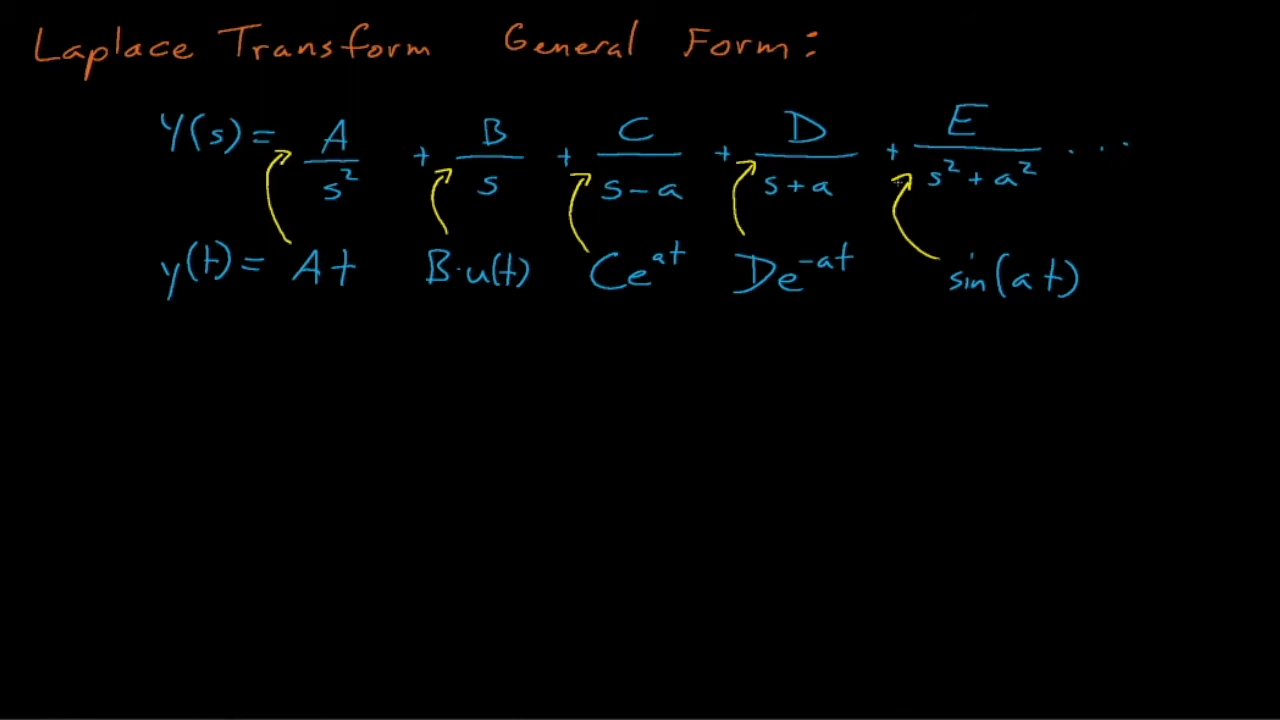 Laplace Transform General Form:
Y(s) = A/s² + B/s + C/(s-a) + D/(s+a) + E/(s²+a²) ...
y(t) = At B·u(t) Ce^{at} De^{-at} sin(at)